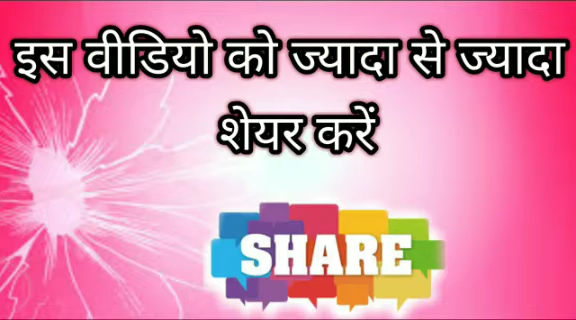 इस वीडियो को ज्यादा से ज्यादा
शेयर करें
SHARE